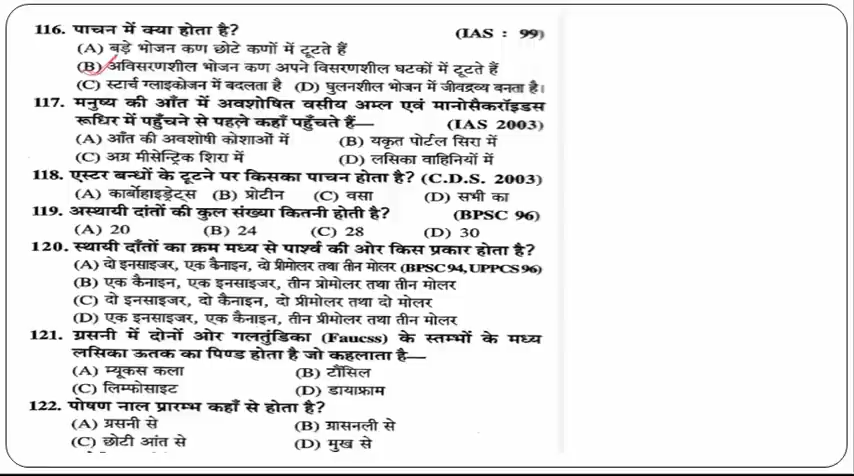 116. पाचन में क्या होता है? (IAS : 99)
(A) बड़े भोजन कण छोटे कणों में टूटते हैं
(B) अविसरणशील भोजन कण अपने विसरणशील घटकों में टूटते हैं
(C) स्टार्च ग्लाइकोजन में बदलता है (D) घुलनशील भोजन में जीवद्रव्य बनता है।
117. मनुष्य की आँत में अवशोषित वसीय अम्ल एवं मानोसैकरॉइडस
रूधिर में पहुँचने से पहले कहाँ पहुँचते हैं— (IAS 2003)
(A) आँत की अवशोषी कोशाओं में (B) यकृत पोर्टल सिरा में
(C) अग्र मीसेन्ट्रिक शिरा में (D) लसिका वाहिनियों में
118. एस्टर बन्धों के टूटने पर किसका पाचन होता है? (C.D.S. 2003)
(A) कार्बोहाइड्रेट्स (B) प्रोटीन (C) वसा (D) सभी का
119. अस्थायी दांतों की कुल संख्या कितनी होती है? (BPSC 96)
(A) 20 (B) 24 (C) 28 (D) 30
120. स्थायी दाँतों का क्रम मध्य से पार्श्व की ओर किस प्रकार होता है?
(A) दो इनसाइजर, एक कैनाइन, दो प्रीमोलर तथा तीन मोलर (BPSC 94, UPPCS 96)
(B) एक कैनाइन, एक इनसाइजर, तीन प्रोमोलर तथा तीन मोलर
(C) दो इनसाइजर, दो कैनाइन, दो प्रीमोलर तथा दो मोलर
(D) एक इनसाइजर, एक कैनाइन, तीन प्रीमोलर तथा तीन मोलर
121. ग्रसनी में दोनों ओर गलतुंडिका (Faucss) के स्तम्भों के मध्य
लसिका ऊतक का पिण्ड होता है जो कहलाता है—
(A) म्यूकस कला (B) टौंसिल
(C) लिम्फोसाइट (D) डायाफ्राम
122. पोषण नाल प्रारम्भ कहाँ से होता है?
(A) ग्रसनी से (B) ग्रासनली से
(C) छोटी आंत से (D) मुख से